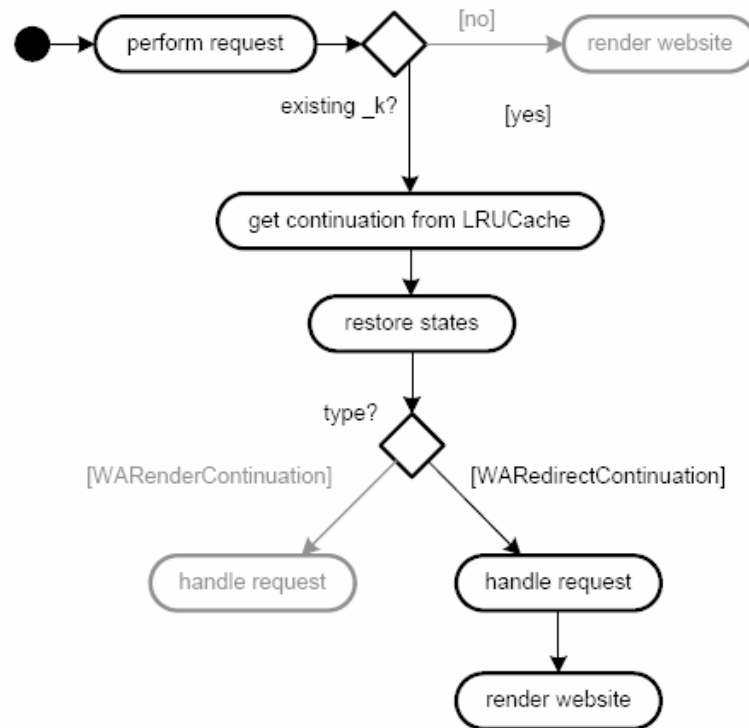 perform request
[no]
render website
existing _k?
[yes]
get continuation from LRUCache
restore states
type?
[WARenderContinuation]
[WARedirectContinuation]
handle request
handle request
render website